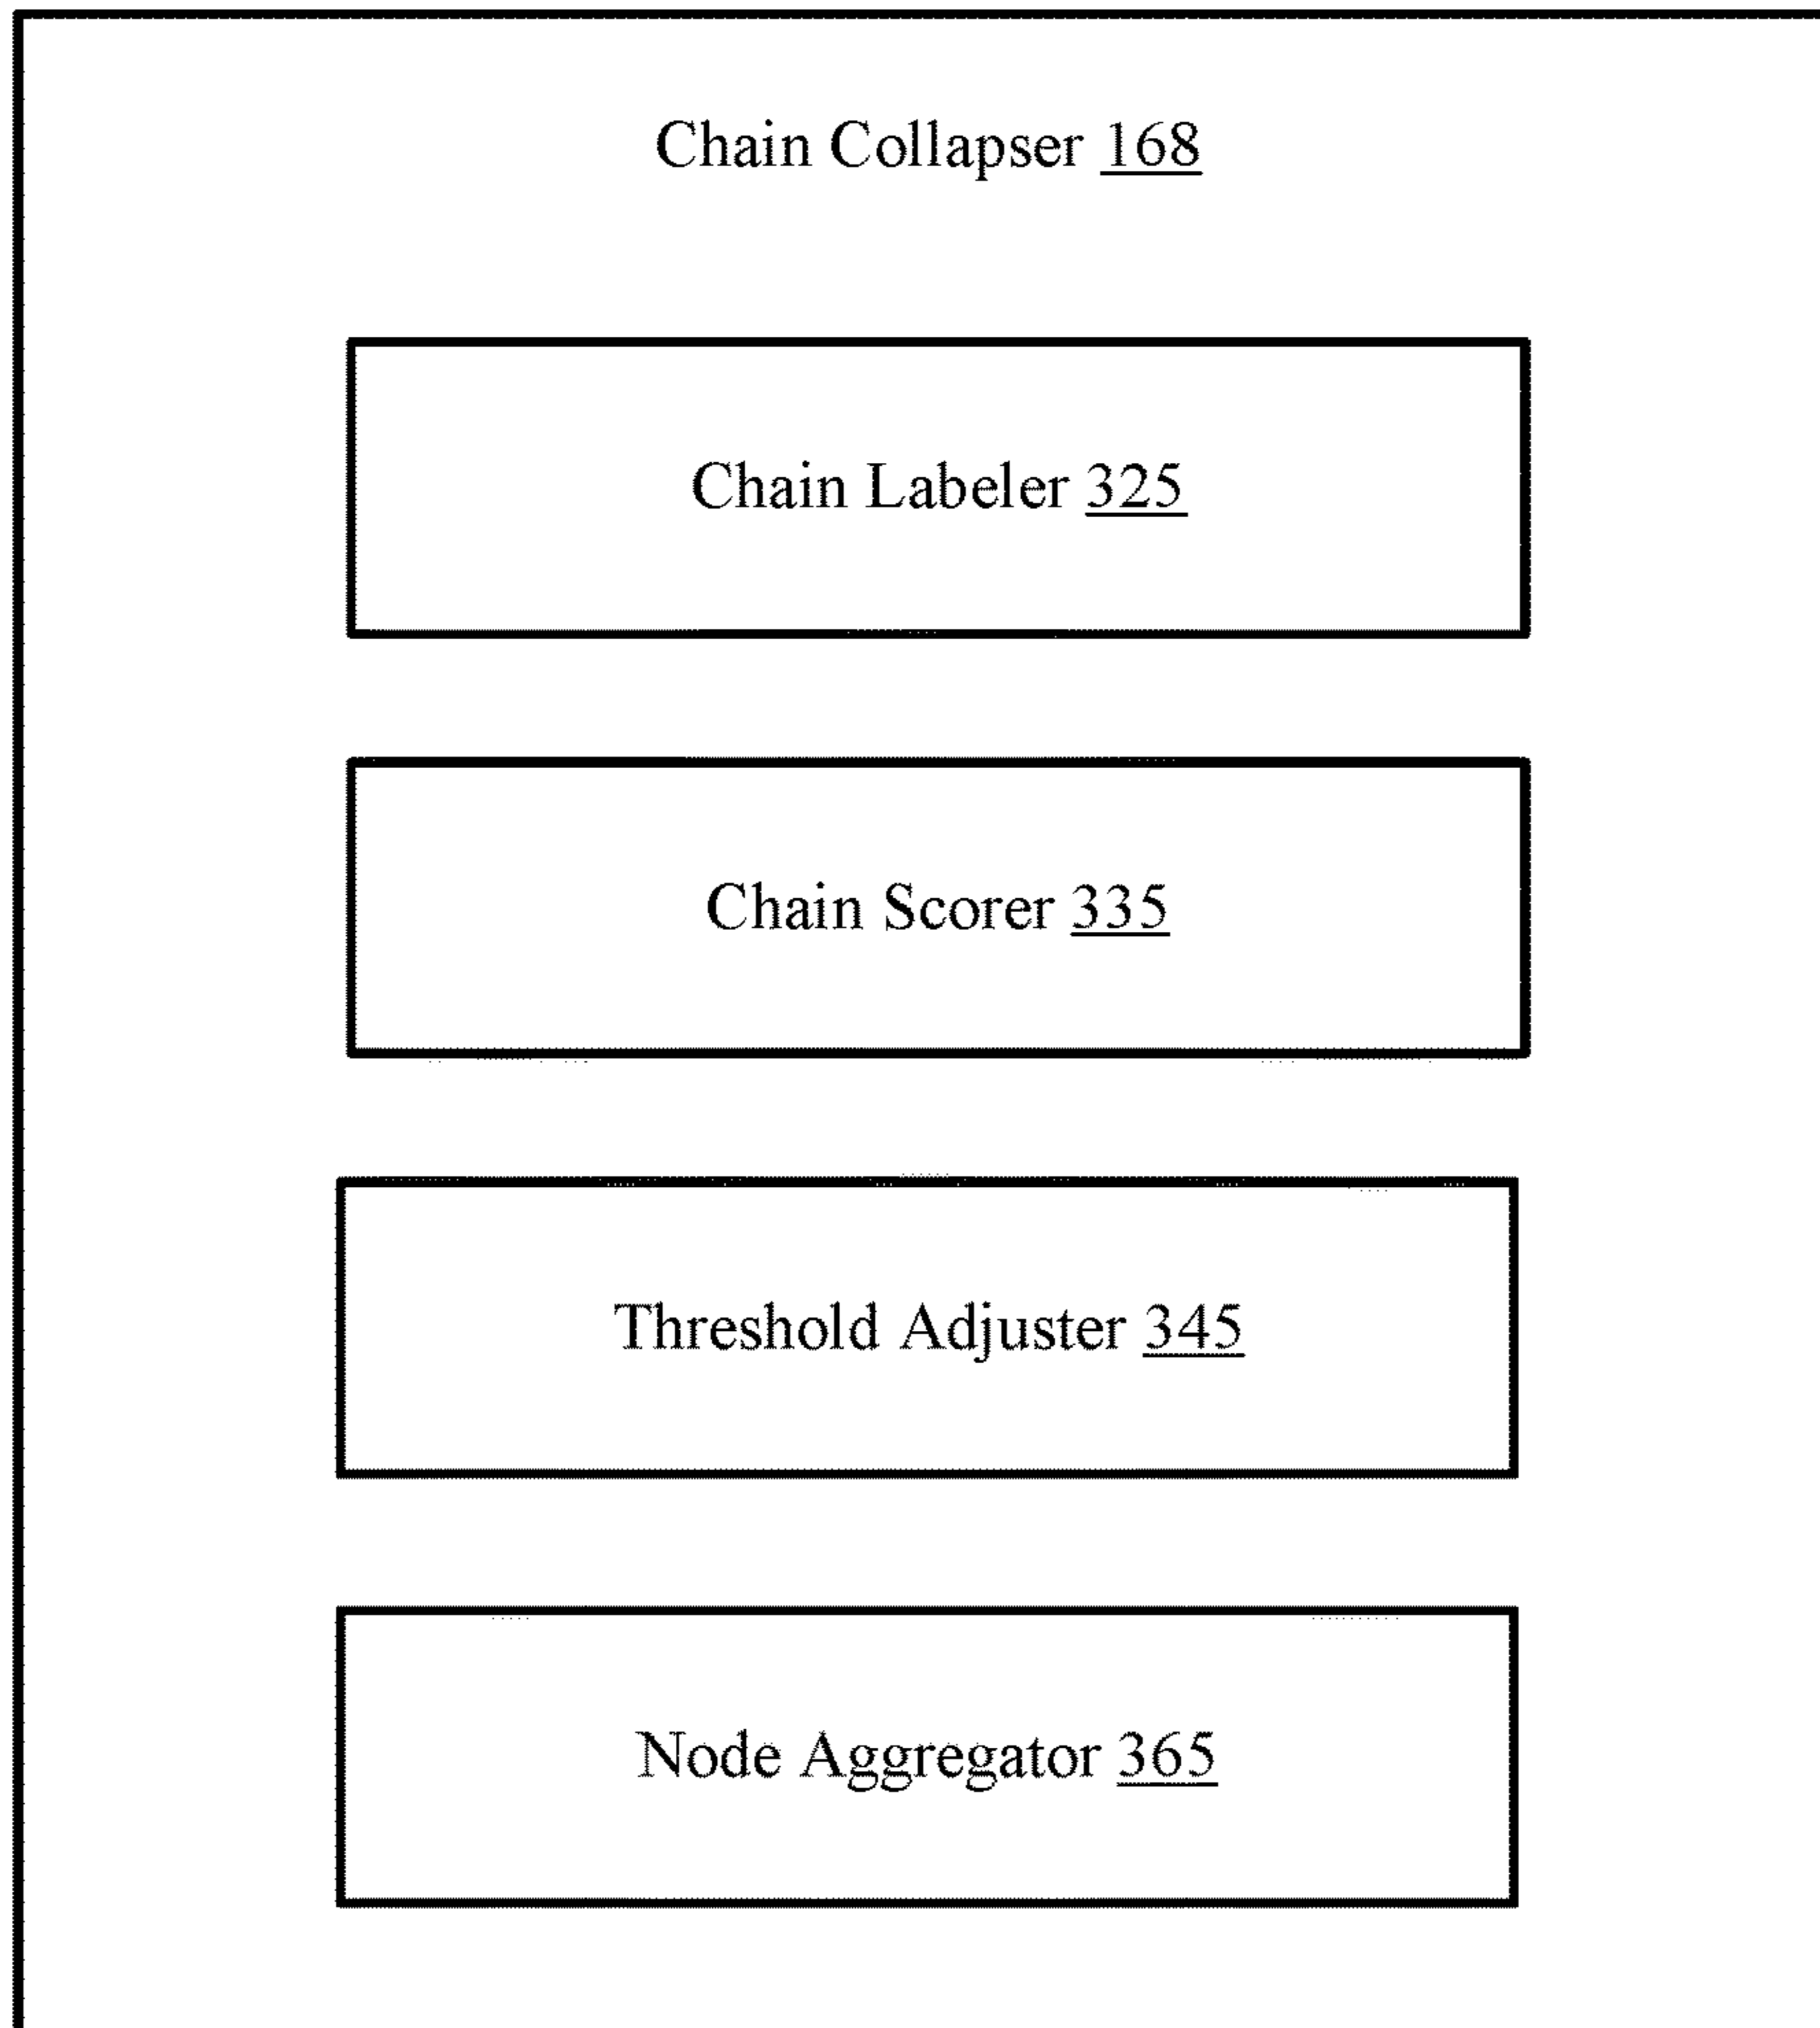 Chain Collapser 168
Chain Labeler 325
Chain Scorer 335
Threshold Adjuster 345
Node Aggregator 365